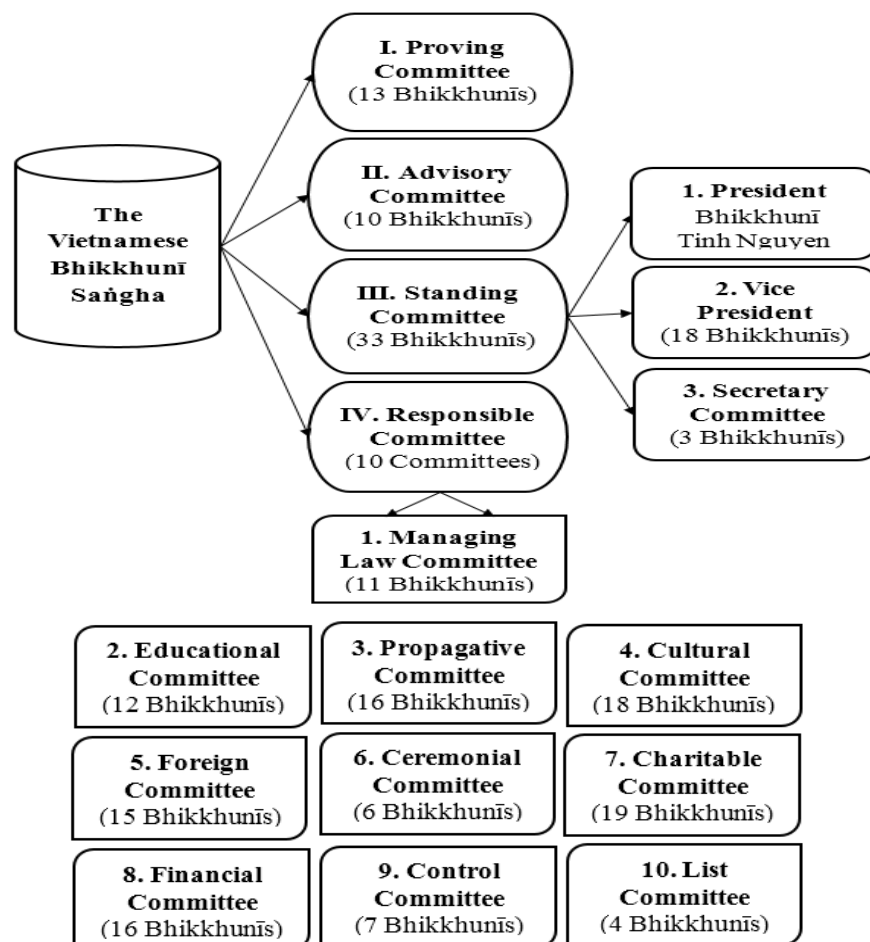 The
Vietnamese
Bhikkhunī
Saṅgha
I. Proving
Committee
(13 Bhikkhunīs)
II. Advisory
Committee
(10 Bhikkhunīs)
III. Standing
Committee
(33 Bhikkhunīs)
IV. Responsible
Committee
(10 Committees)
1. President
Bhikkhunī
Tinh Nguyen
2. Vice
President
(18 Bhikkhunīs)
3. Secretary
Committee
(3 Bhikkhunīs)
1. Managing
Law Committee
(11 Bhikkhunīs)
2. Educational
Committee
(12 Bhikkhunīs)
3. Propagative
Committee
(16 Bhikkhunīs)
4. Cultural
Committee
(18 Bhikkhunīs)
5. Foreign
Committee
(15 Bhikkhunīs)
6. Ceremonial
Committee
(6 Bhikkhunīs)
7. Charitable
Committee
(19 Bhikkhunīs)
8. Financial
Committee
(16 Bhikkhunīs)
9. Control
Committee
(7 Bhikkhunīs)
10. List
Committee
(4 Bhikkhunīs)